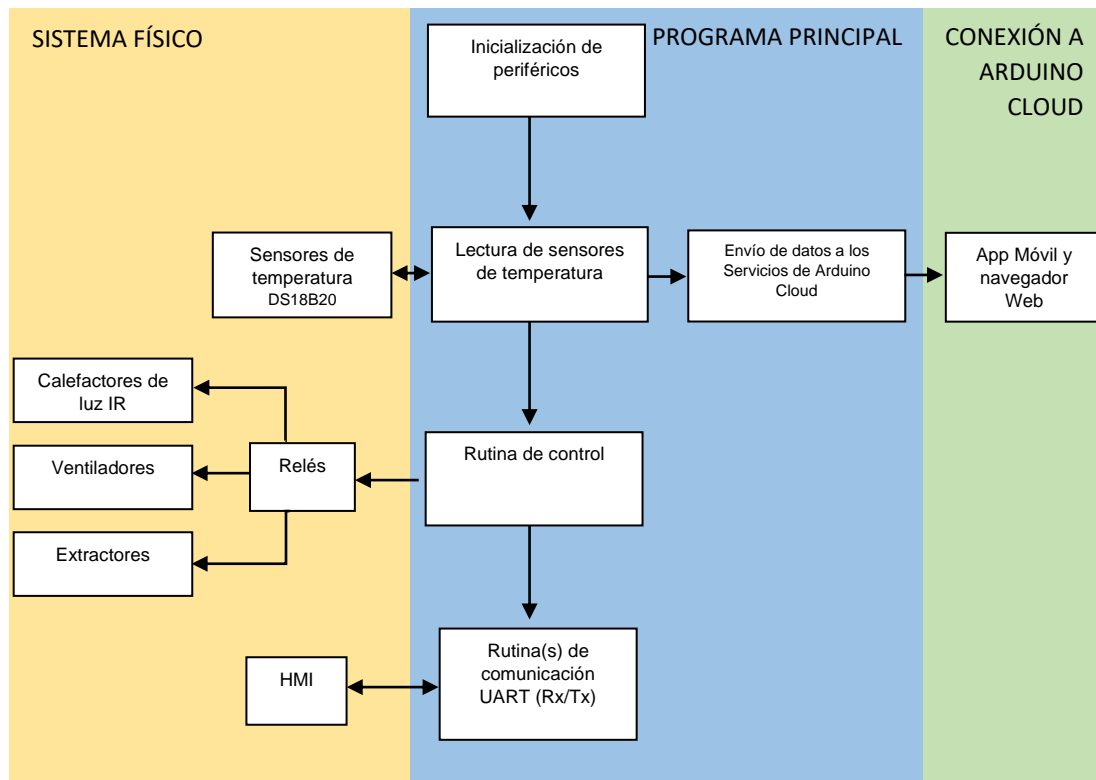 SISTEMA FÍSICO
PROGRAMA PRINCIPAL
CONEXIÓN A
ARDUINO
CLOUD
Inicialización de
periféricos
Sensores de
temperatura
DS18B20
Lectura de sensores
de temperatura
Envío de datos a los
Servicios de Arduino
Cloud
App Móvil y
navegador
Web
Calefactores de
luz IR
Ventiladores
Extractores
Relés
Rutina de control
HMI
Rutina(s) de
comunicación
UART (Rx/Tx)